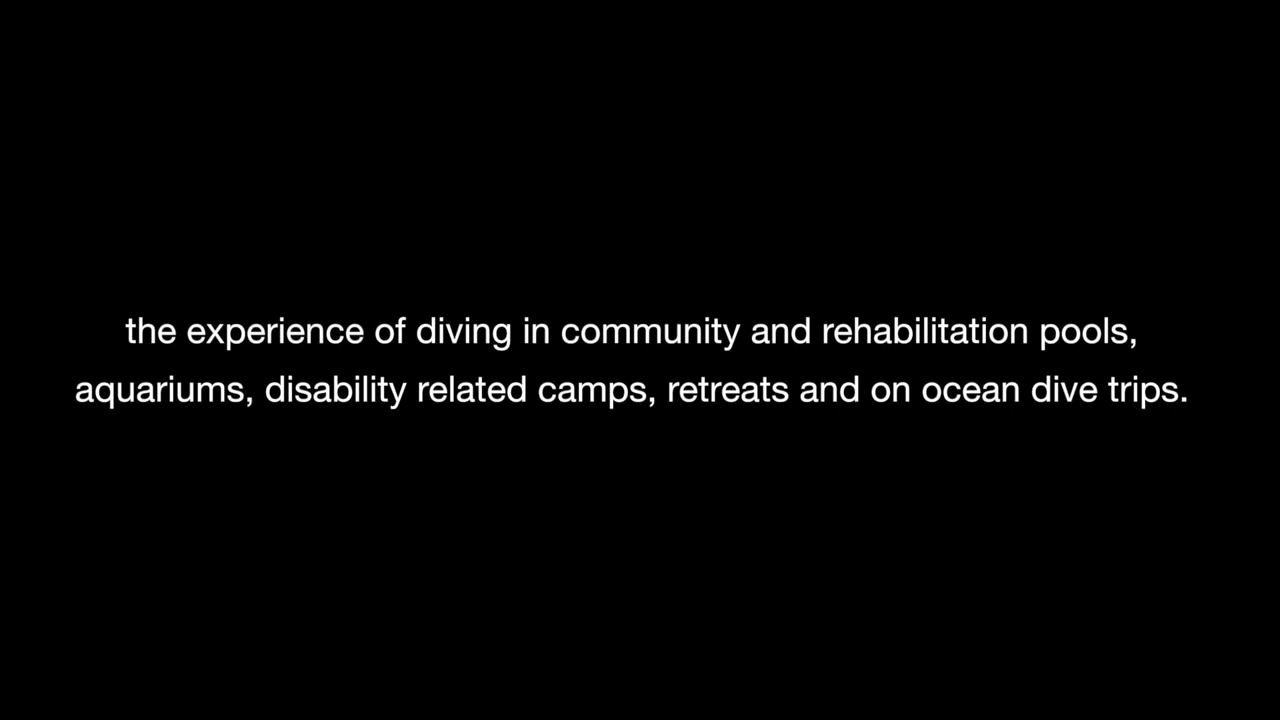 the experience of diving in community and rehabilitation pools,
aquariums, disability related camps, retreats and on ocean dive trips.